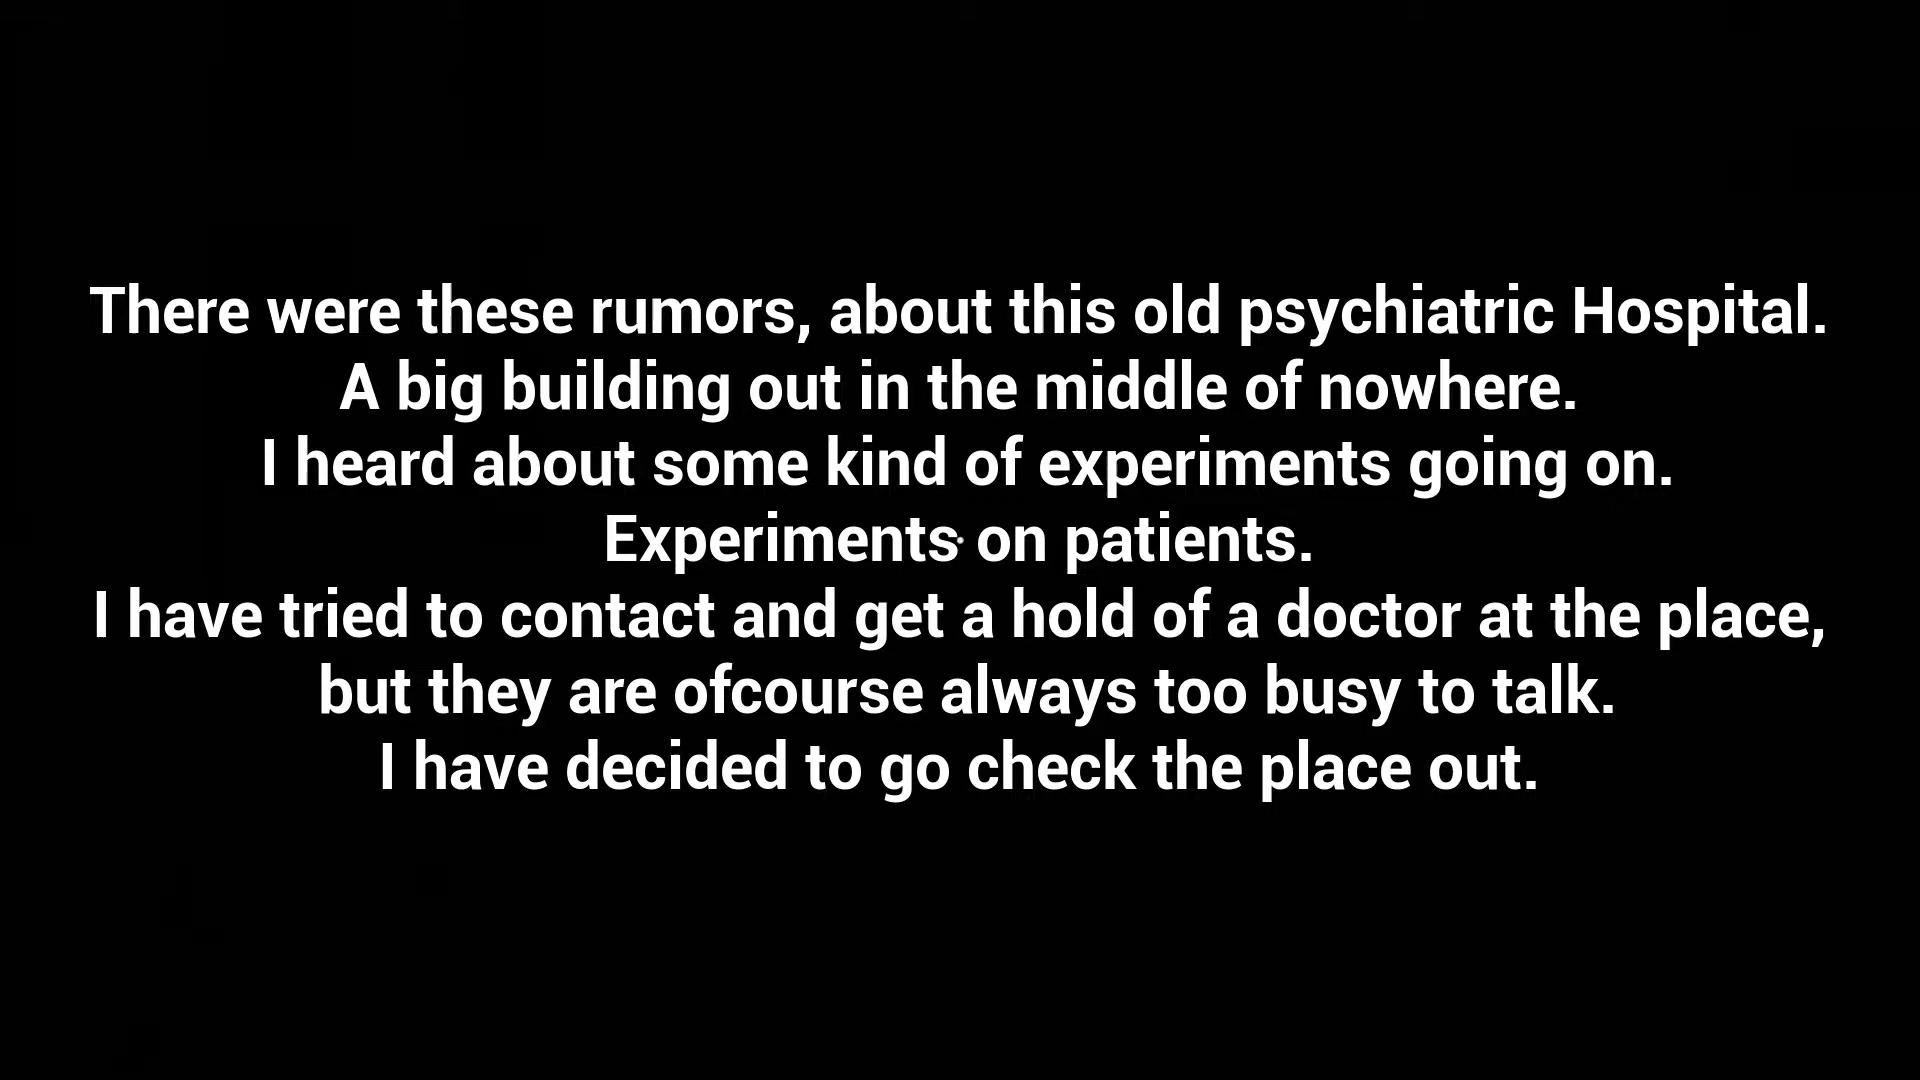 There were these rumors, about this old psychiatric Hospital.
A big building out in the middle of nowhere.
I heard about some kind of experiments going on.
Experiments on patients.
I have tried to contact and get a hold of a doctor at the place,
but they are ofcourse always too busy to talk.
I have decided to go check the place out.